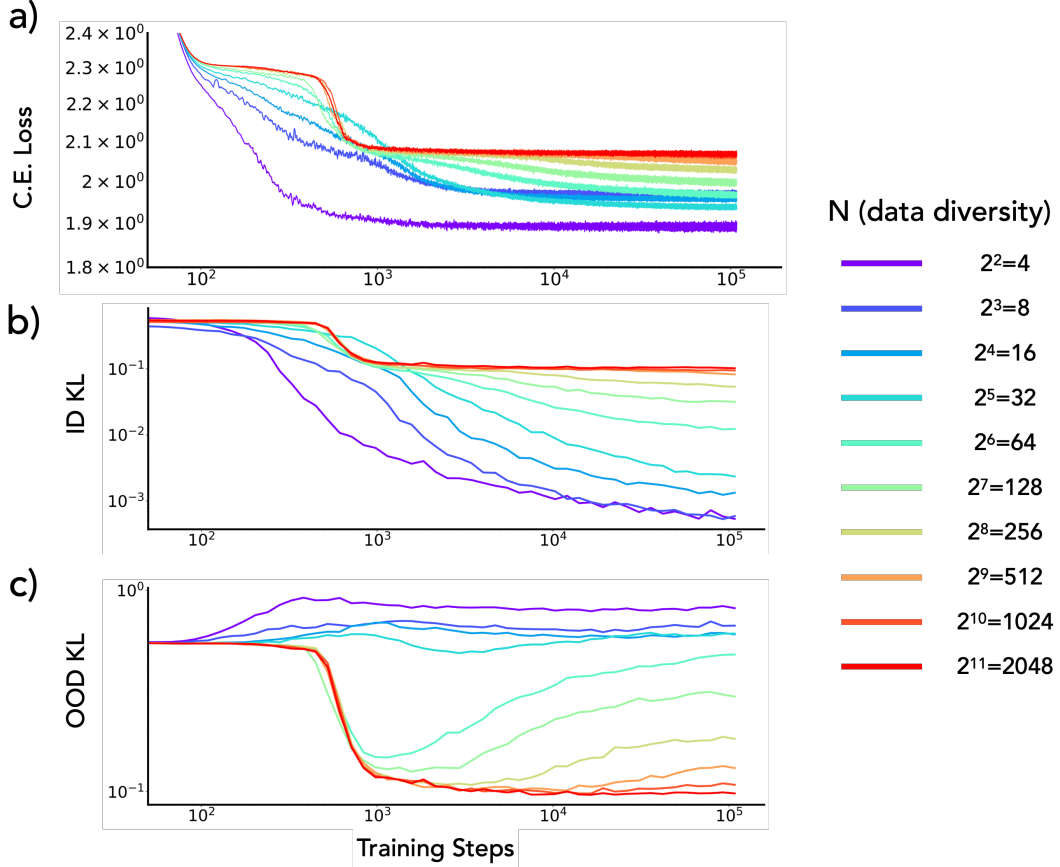 a)
2.4 × 10⁰
2.3 × 10⁰
2.2 × 10⁰
2.1 × 10⁰
2 × 10⁰
1.9 × 10⁰
1.8 × 10⁰
C.E. Loss
10² 10³ 10⁴ 10⁵
b)
10⁻¹
10⁻²
10⁻³
ID KL
10² 10³ 10⁴ 10⁵
c)
10⁰
10⁻¹
OOD KL
10² 10³ 10⁴ 10⁵
Training Steps
N (data diversity)
2²=4
2³=8
2⁴=16
2⁵=32
2⁶=64
2⁷=128
2⁸=256
2⁹=512
2¹⁰=1024
2¹¹=2048